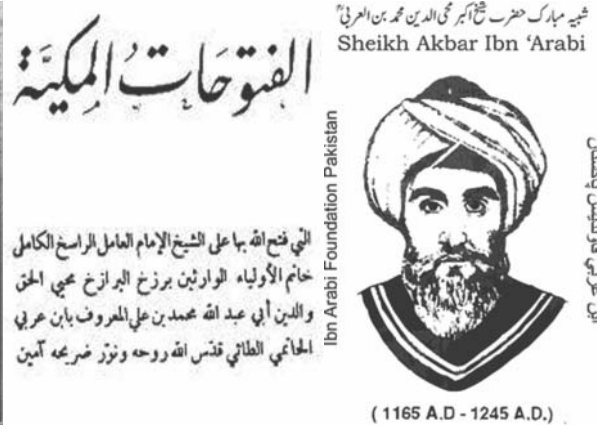 الفتوحات المكية
التي فتح الله بها على الشيخ الإمام العامل الراسخ الكامل
خاتم الأولياء الوارثين برزخ البرازخ محيي الحق
والدين أبي عبد الله محمد بن علي المعروف بابن عربي
الحاتمي الطائي قدّس الله روحه ونوّر ضريحه آمين
شبیہ مبارک حضرت شیخ اکبر محی الدین محمد بن العربیؒ
Sheikh Akbar Ibn ‘Arabi
Ibn Arabi Foundation Pakistan
( 1165 A.D - 1245 A.D.)